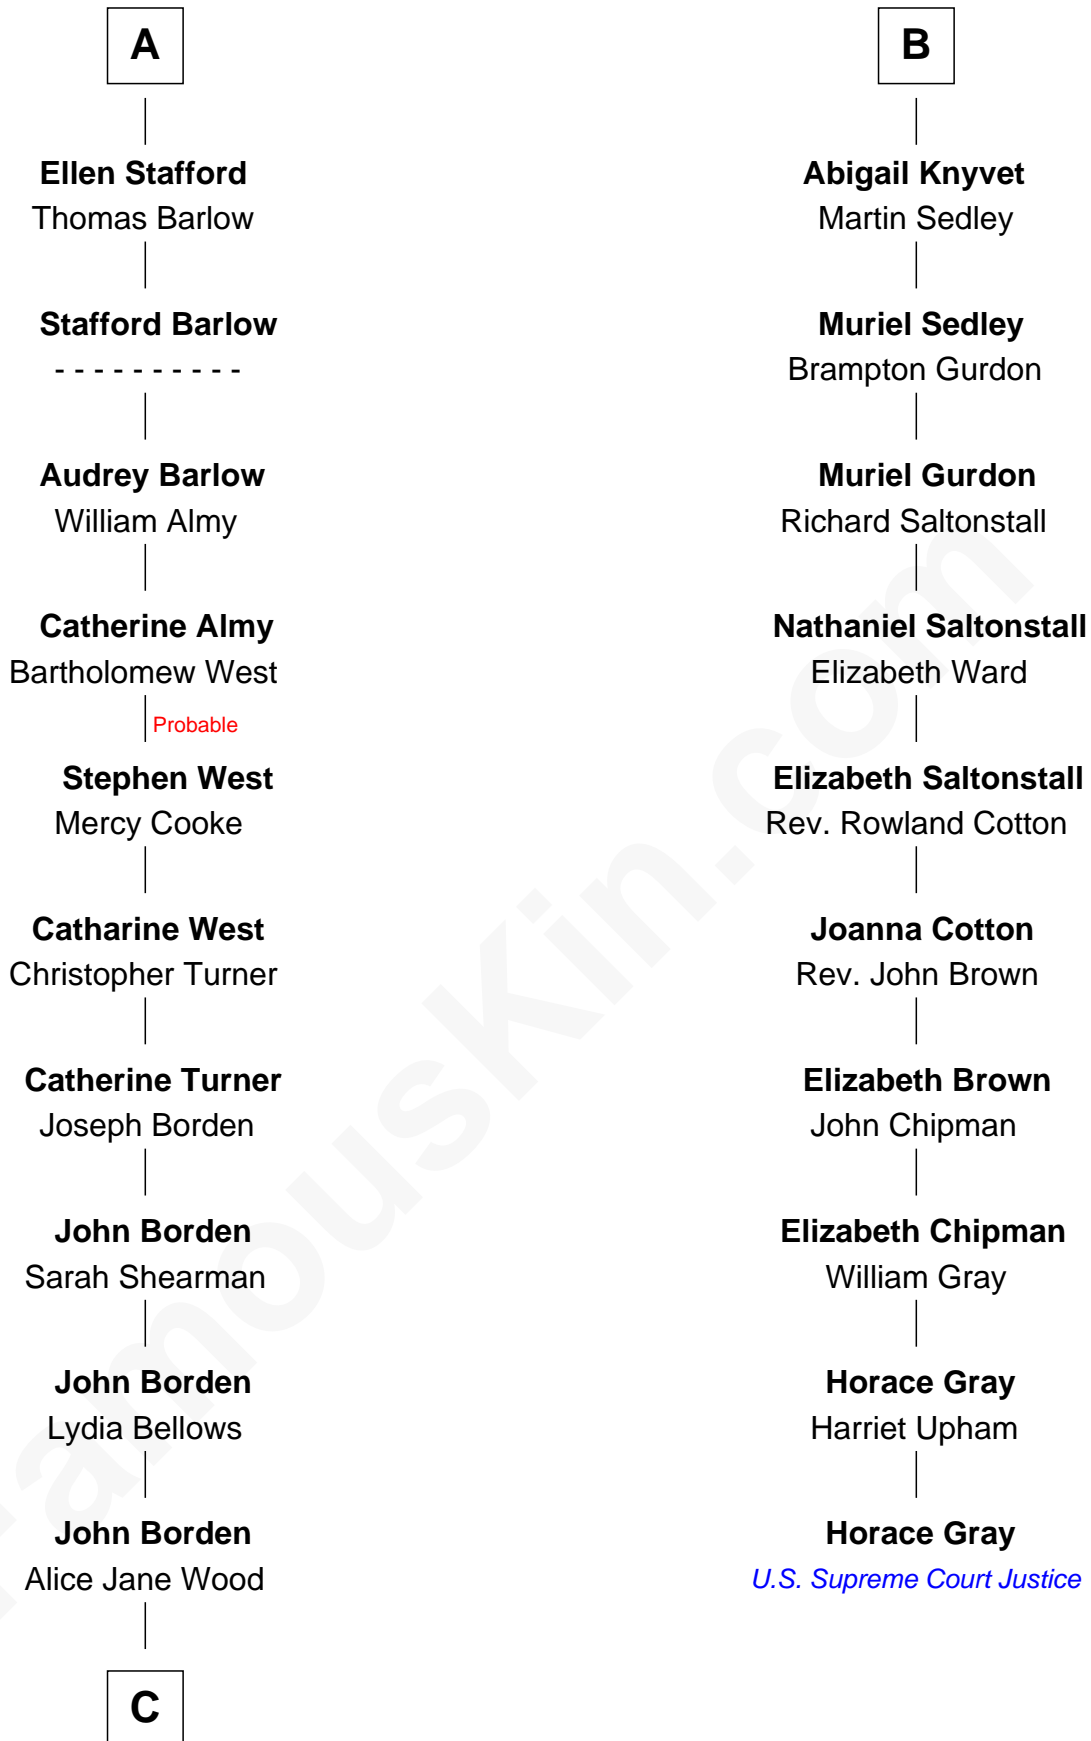 A
Ellen Stafford
Thomas Barlow
Stafford Barlow
- - - - - - - - - -
Audrey Barlow
William Almy
Catherine Almy
Bartholomew West
Probable
Stephen West
Mercy Cooke
Catharine West
Christopher Turner
Catherine Turner
Joseph Borden
John Borden
Sarah Shearman
John Borden
Lydia Bellows
John Borden
Alice Jane Wood
C
B
Abigail Knyvet
Martin Sedley
Muriel Sedley
Brampton Gurdon
Muriel Gurdon
Richard Saltonstall
Nathaniel Saltonstall
Elizabeth Ward
Elizabeth Saltonstall
Rev. Rowland Cotton
Joanna Cotton
Rev. John Brown
Elizabeth Brown
John Chipman
Elizabeth Chipman
William Gray
Horace Gray
Harriet Upham
Horace Gray
U.S. Supreme Court Justice
FamousKin.com